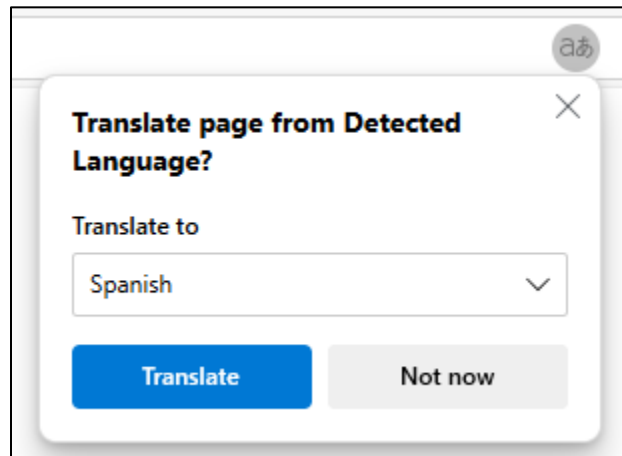 aあ
Translate page from Detected
Language?
Translate to
Spanish
Translate
Not now